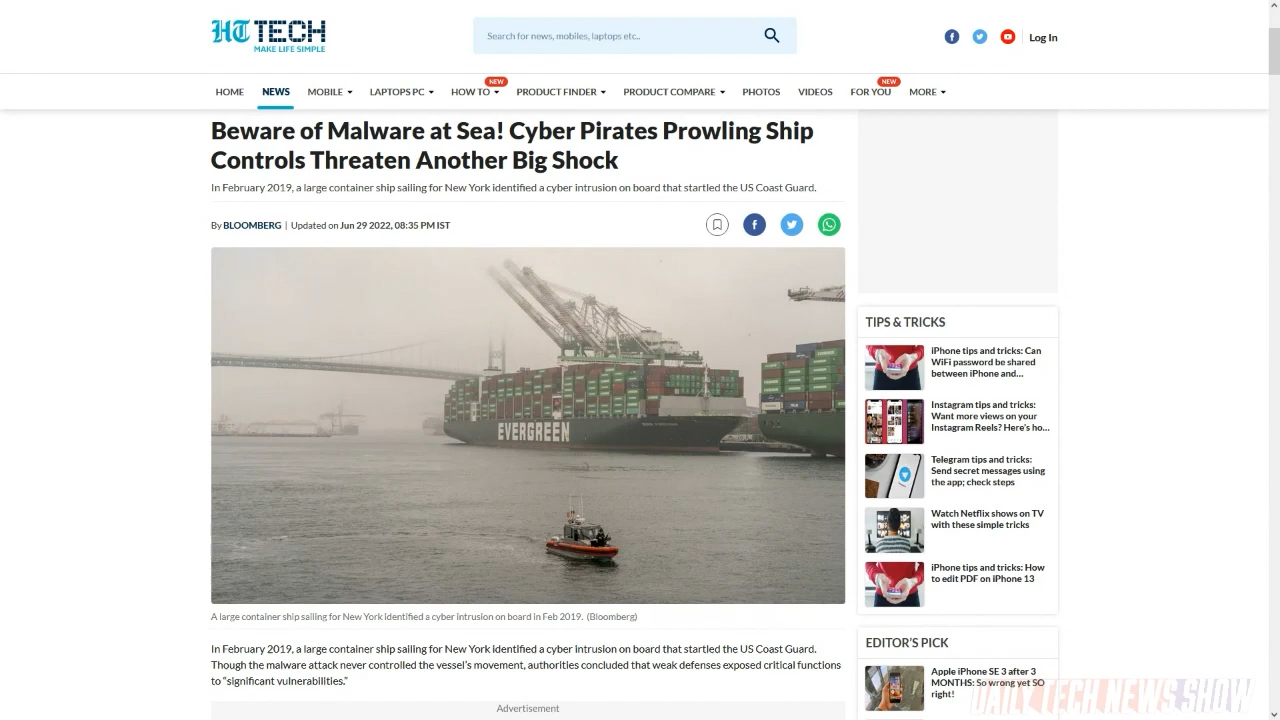 HT TECH
MAKE LIFE SIMPLE
Search for news, mobiles, laptops etc..
Log In
HOME
NEWS
MOBILE
LAPTOPS PC
HOW TO
NEW
PRODUCT FINDER
PRODUCT COMPARE
PHOTOS
VIDEOS
FOR YOU
NEW
MORE
Beware of Malware at Sea! Cyber Pirates Prowling Ship
Controls Threaten Another Big Shock
In February 2019, a large container ship sailing for New York identified a cyber intrusion on board that startled the US Coast Guard.
By BLOOMBERG | Updated on Jun 29 2022, 08:35 PM IST
EVERGREEN
A large container ship sailing for New York identified a cyber intrusion on board in Feb 2019. (Bloomberg)
In February 2019, a large container ship sailing for New York identified a cyber intrusion on board that startled the US Coast Guard.
Though the malware attack never controlled the vessel's movement, authorities concluded that weak defenses exposed critical functions
to “significant vulnerabilities.”
Advertisement
TIPS & TRICKS
iPhone tips and tricks: Can
WiFi password be shared
between iPhone and...
Instagram tips and tricks:
Want more views on your
Instagram Reels? Here's ho...
Telegram tips and tricks:
Send secret messages using
the app; check steps
Watch Netflix shows on TV
with these simple tricks
iPhone tips and tricks: How
to edit PDF on iPhone 13
EDITOR'S PICK
Apple iPhone SE 3 after 3
MONTHS: So wrong yet SO
right!
DAILY TECH NEWS SHOW